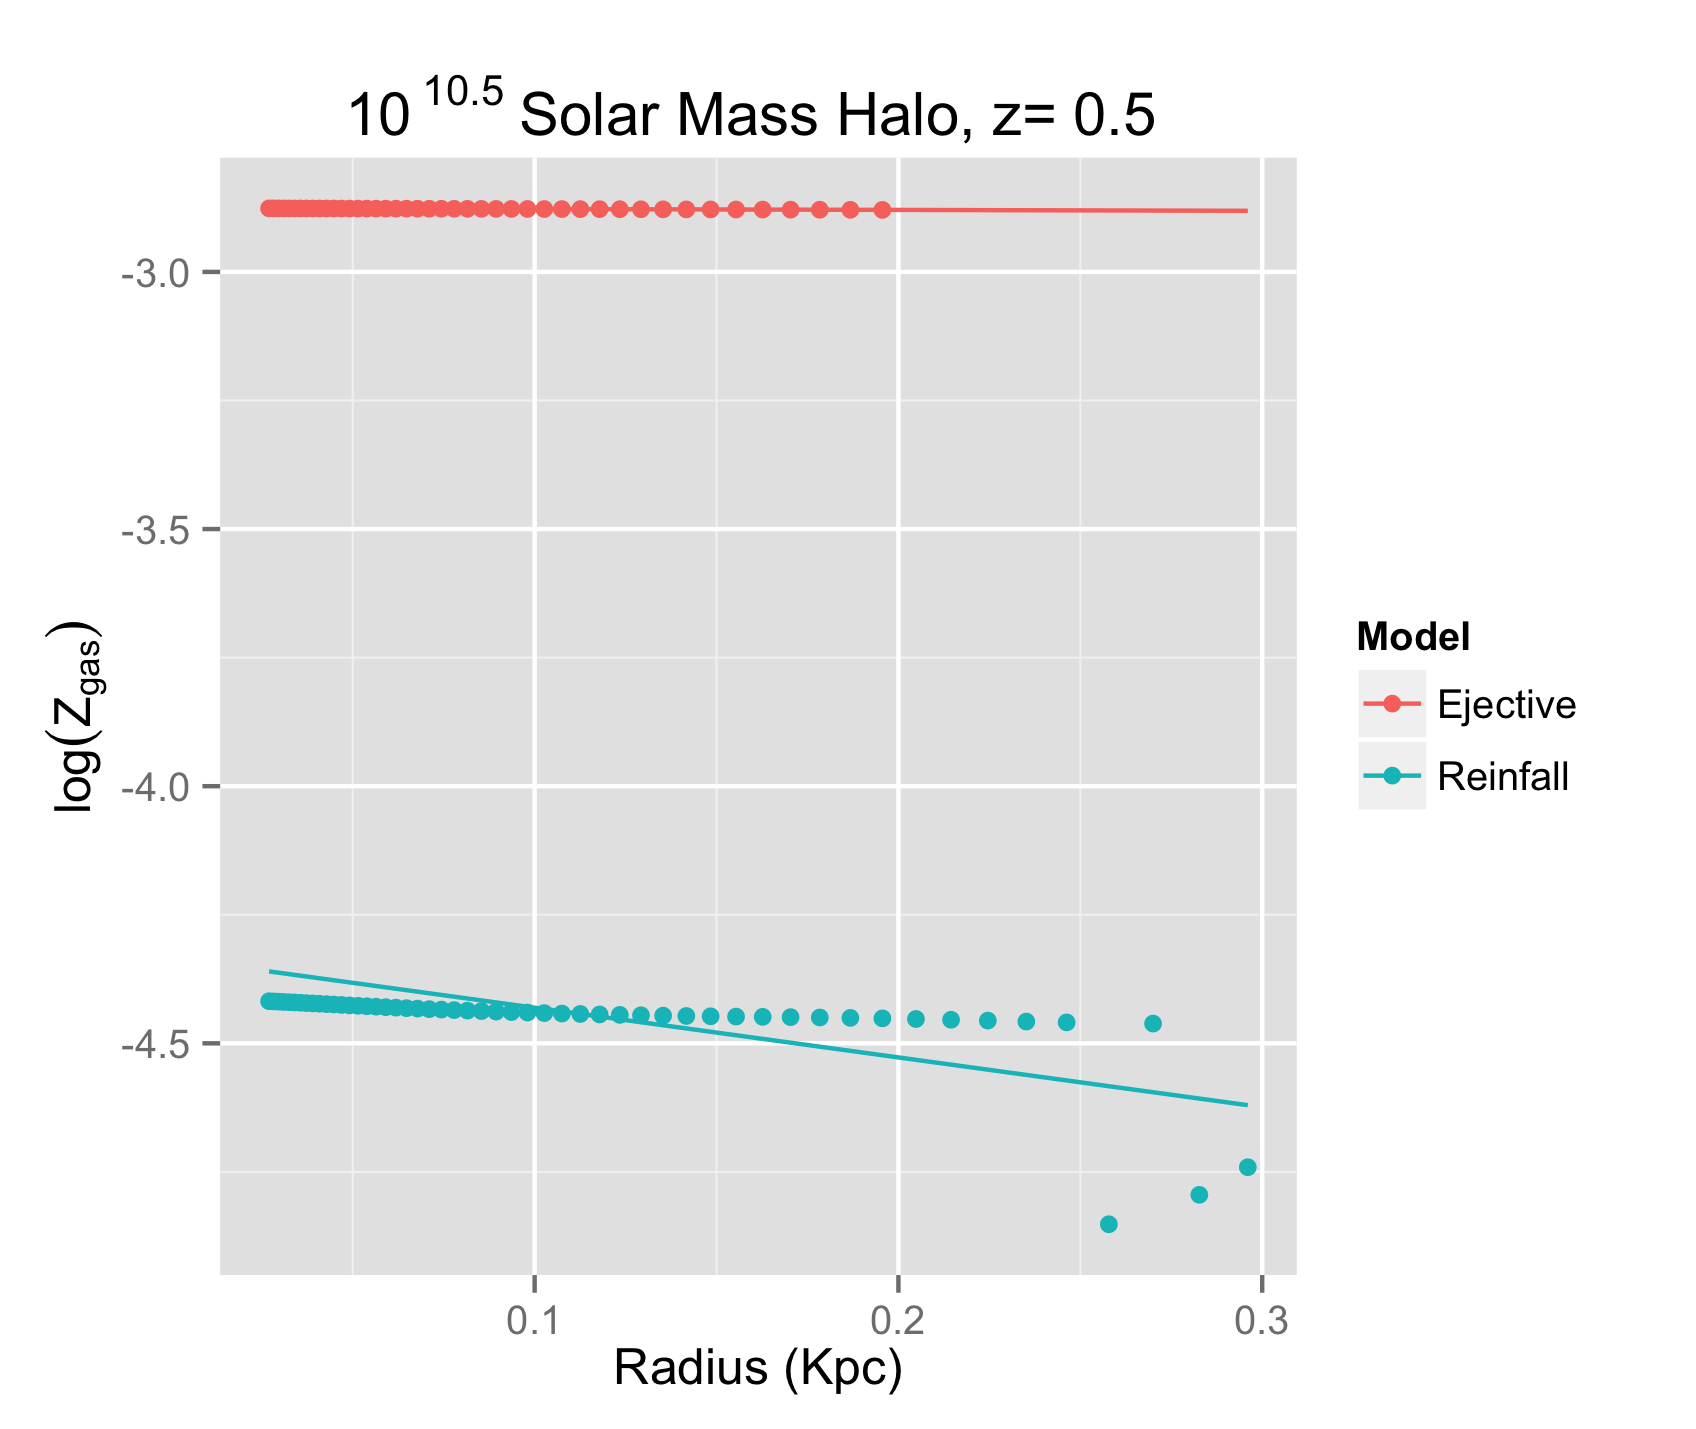 10 10.5 Solar Mass Halo, z= 0.5
-3.0
-3.5
-4.0
-4.5
log(Zgas)
0.1 0.2 0.3
Radius (Kpc)
Model
Ejective
Reinfall